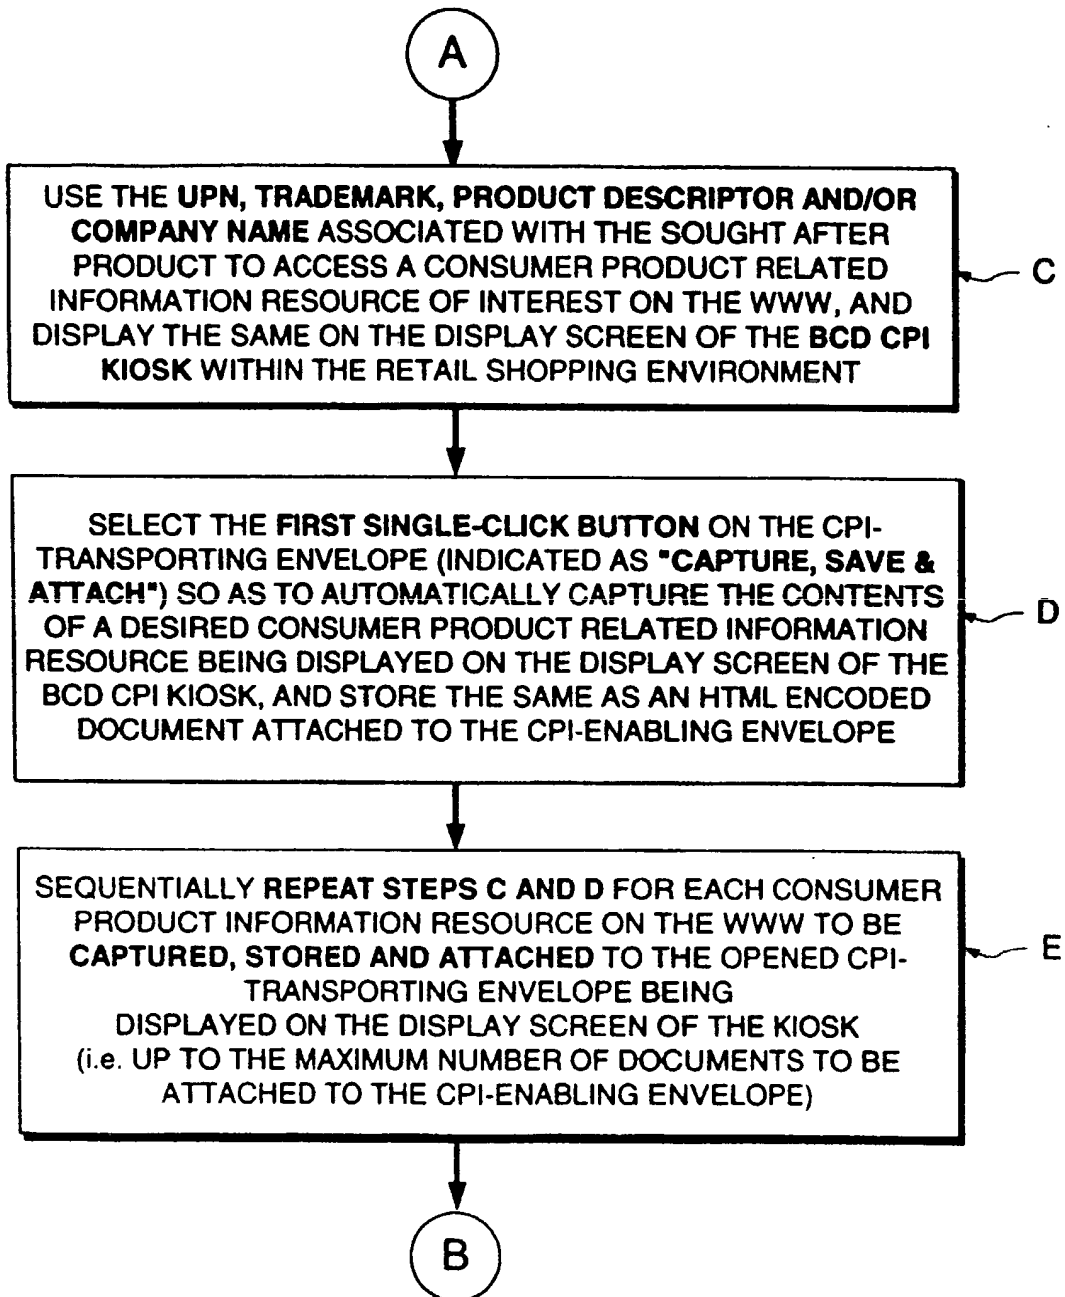 A
USE THE UPN, TRADEMARK, PRODUCT DESCRIPTOR AND/OR
COMPANY NAME ASSOCIATED WITH THE SOUGHT AFTER
PRODUCT TO ACCESS A CONSUMER PRODUCT RELATED
INFORMATION RESOURCE OF INTEREST ON THE WWW, AND
DISPLAY THE SAME ON THE DISPLAY SCREEN OF THE BCD CPI
KIOSK WITHIN THE RETAIL SHOPPING ENVIRONMENT
C
SELECT THE FIRST SINGLE-CLICK BUTTON ON THE CPI-
TRANSPORTING ENVELOPE (INDICATED AS "CAPTURE, SAVE &
ATTACH") SO AS TO AUTOMATICALLY CAPTURE THE CONTENTS
OF A DESIRED CONSUMER PRODUCT RELATED INFORMATION
RESOURCE BEING DISPLAYED ON THE DISPLAY SCREEN OF THE
BCD CPI KIOSK, AND STORE THE SAME AS AN HTML ENCODED
DOCUMENT ATTACHED TO THE CPI-ENABLING ENVELOPE
D
SEQUENTIALLY REPEAT STEPS C AND D FOR EACH CONSUMER
PRODUCT INFORMATION RESOURCE ON THE WWW TO BE
CAPTURED, STORED AND ATTACHED TO THE OPENED CPI-
TRANSPORTING ENVELOPE BEING
DISPLAYED ON THE DISPLAY SCREEN OF THE KIOSK
(i.e. UP TO THE MAXIMUM NUMBER OF DOCUMENTS TO BE
ATTACHED TO THE CPI-ENABLING ENVELOPE)
E
B